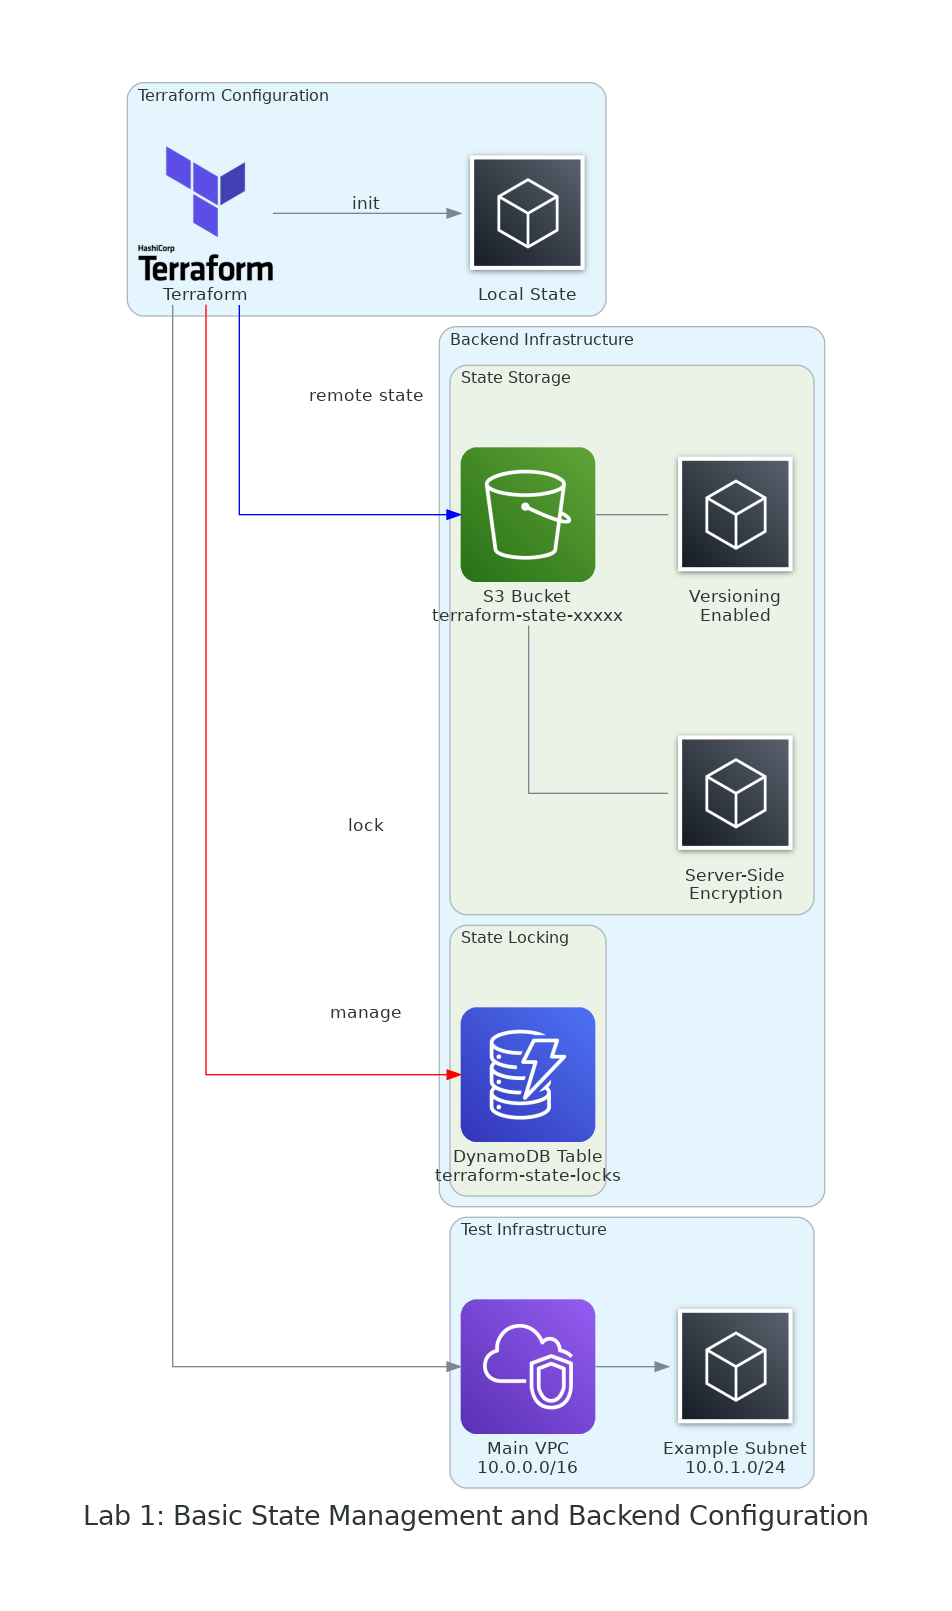 Terraform Configuration
init
HashiCorp
Terraform
Terraform
Local State
Backend Infrastructure
State Storage
remote state
S3 Bucket
terraform-state-xxxxx
Versioning
Enabled
lock
Server-Side
Encryption
State Locking
manage
DynamoDB Table
terraform-state-locks
Test Infrastructure
Main VPC
10.0.0.0/16
Example Subnet
10.0.1.0/24
Lab 1: Basic State Management and Backend Configuration